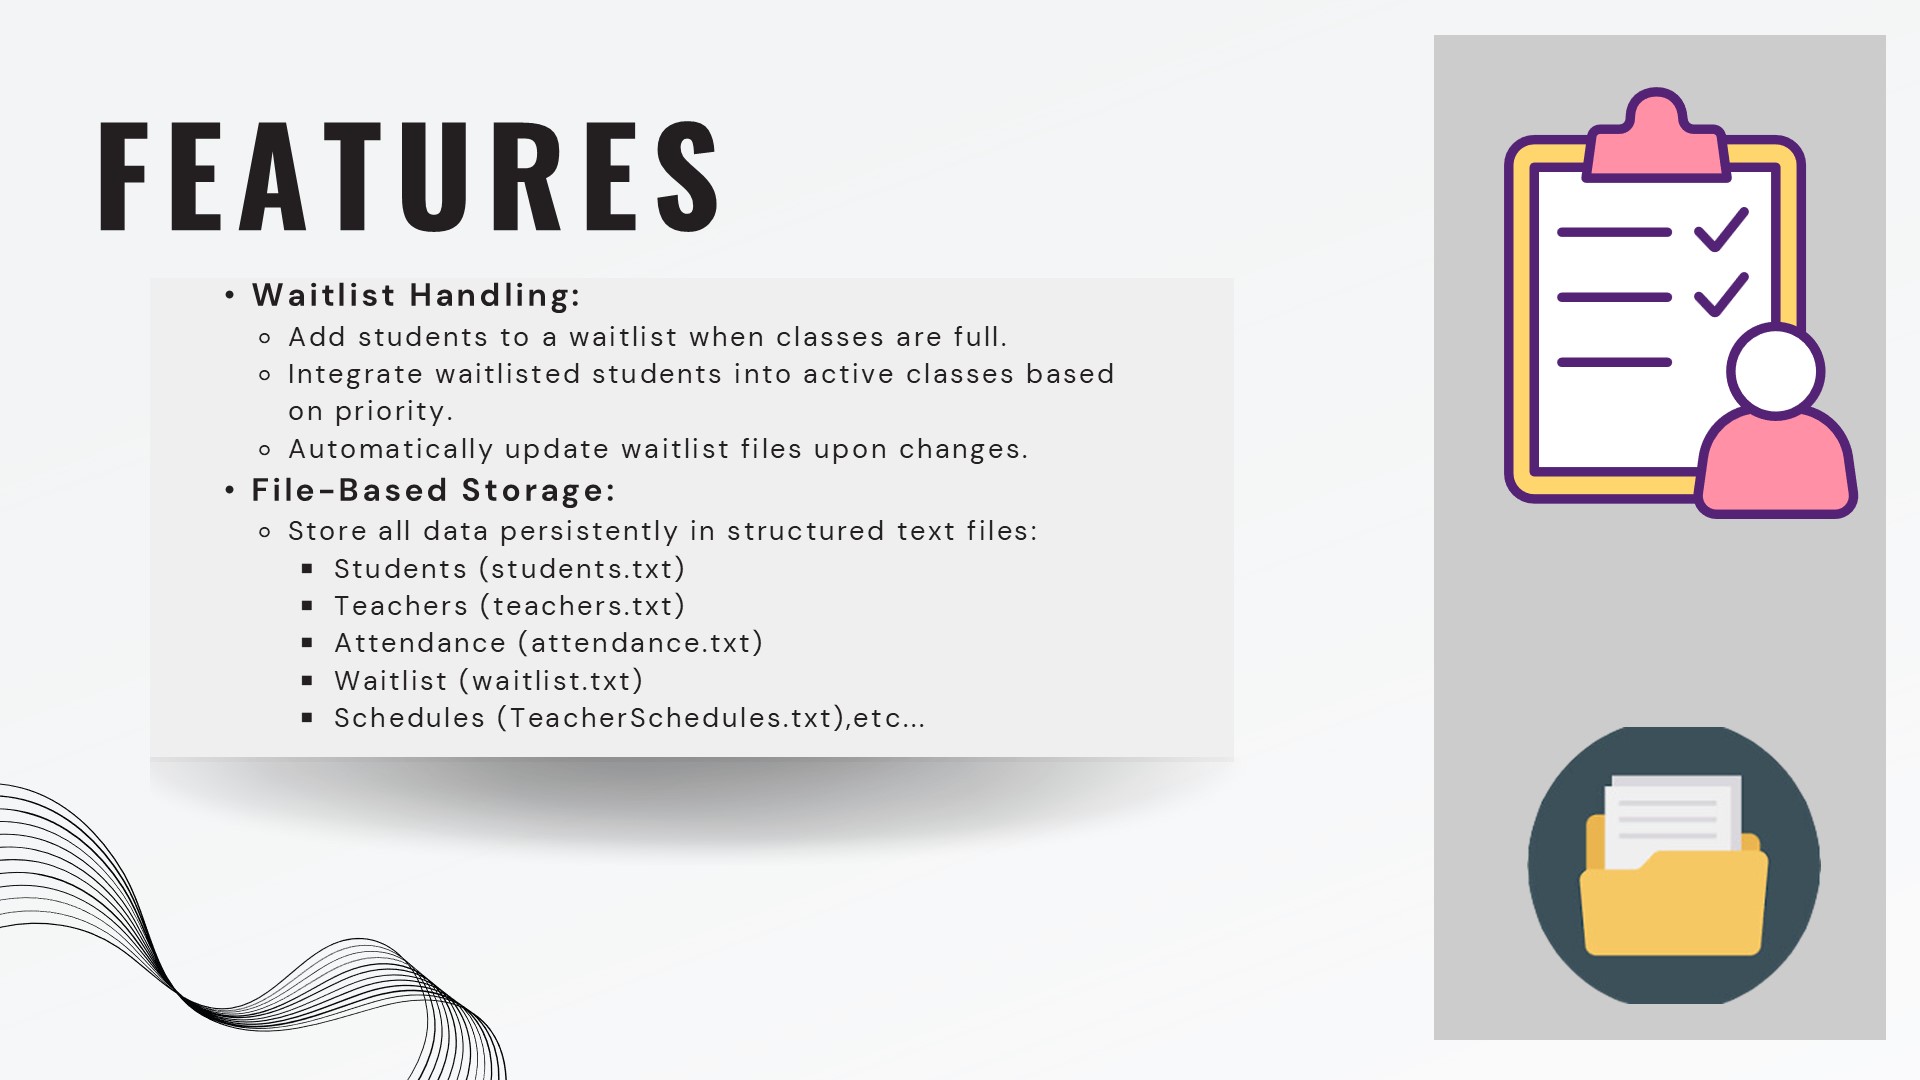 FEATURES
• Waitlist Handling:
◦ Add students to a waitlist when classes are full.
◦ Integrate waitlisted students into active classes based
on priority.
◦ Automatically update waitlist files upon changes.
• File-Based Storage:
◦ Store all data persistently in structured text files:
▪ Students (students.txt)
▪ Teachers (teachers.txt)
▪ Attendance (attendance.txt)
▪ Waitlist (waitlist.txt)
▪ Schedules (TeacherSchedules.txt),etc...